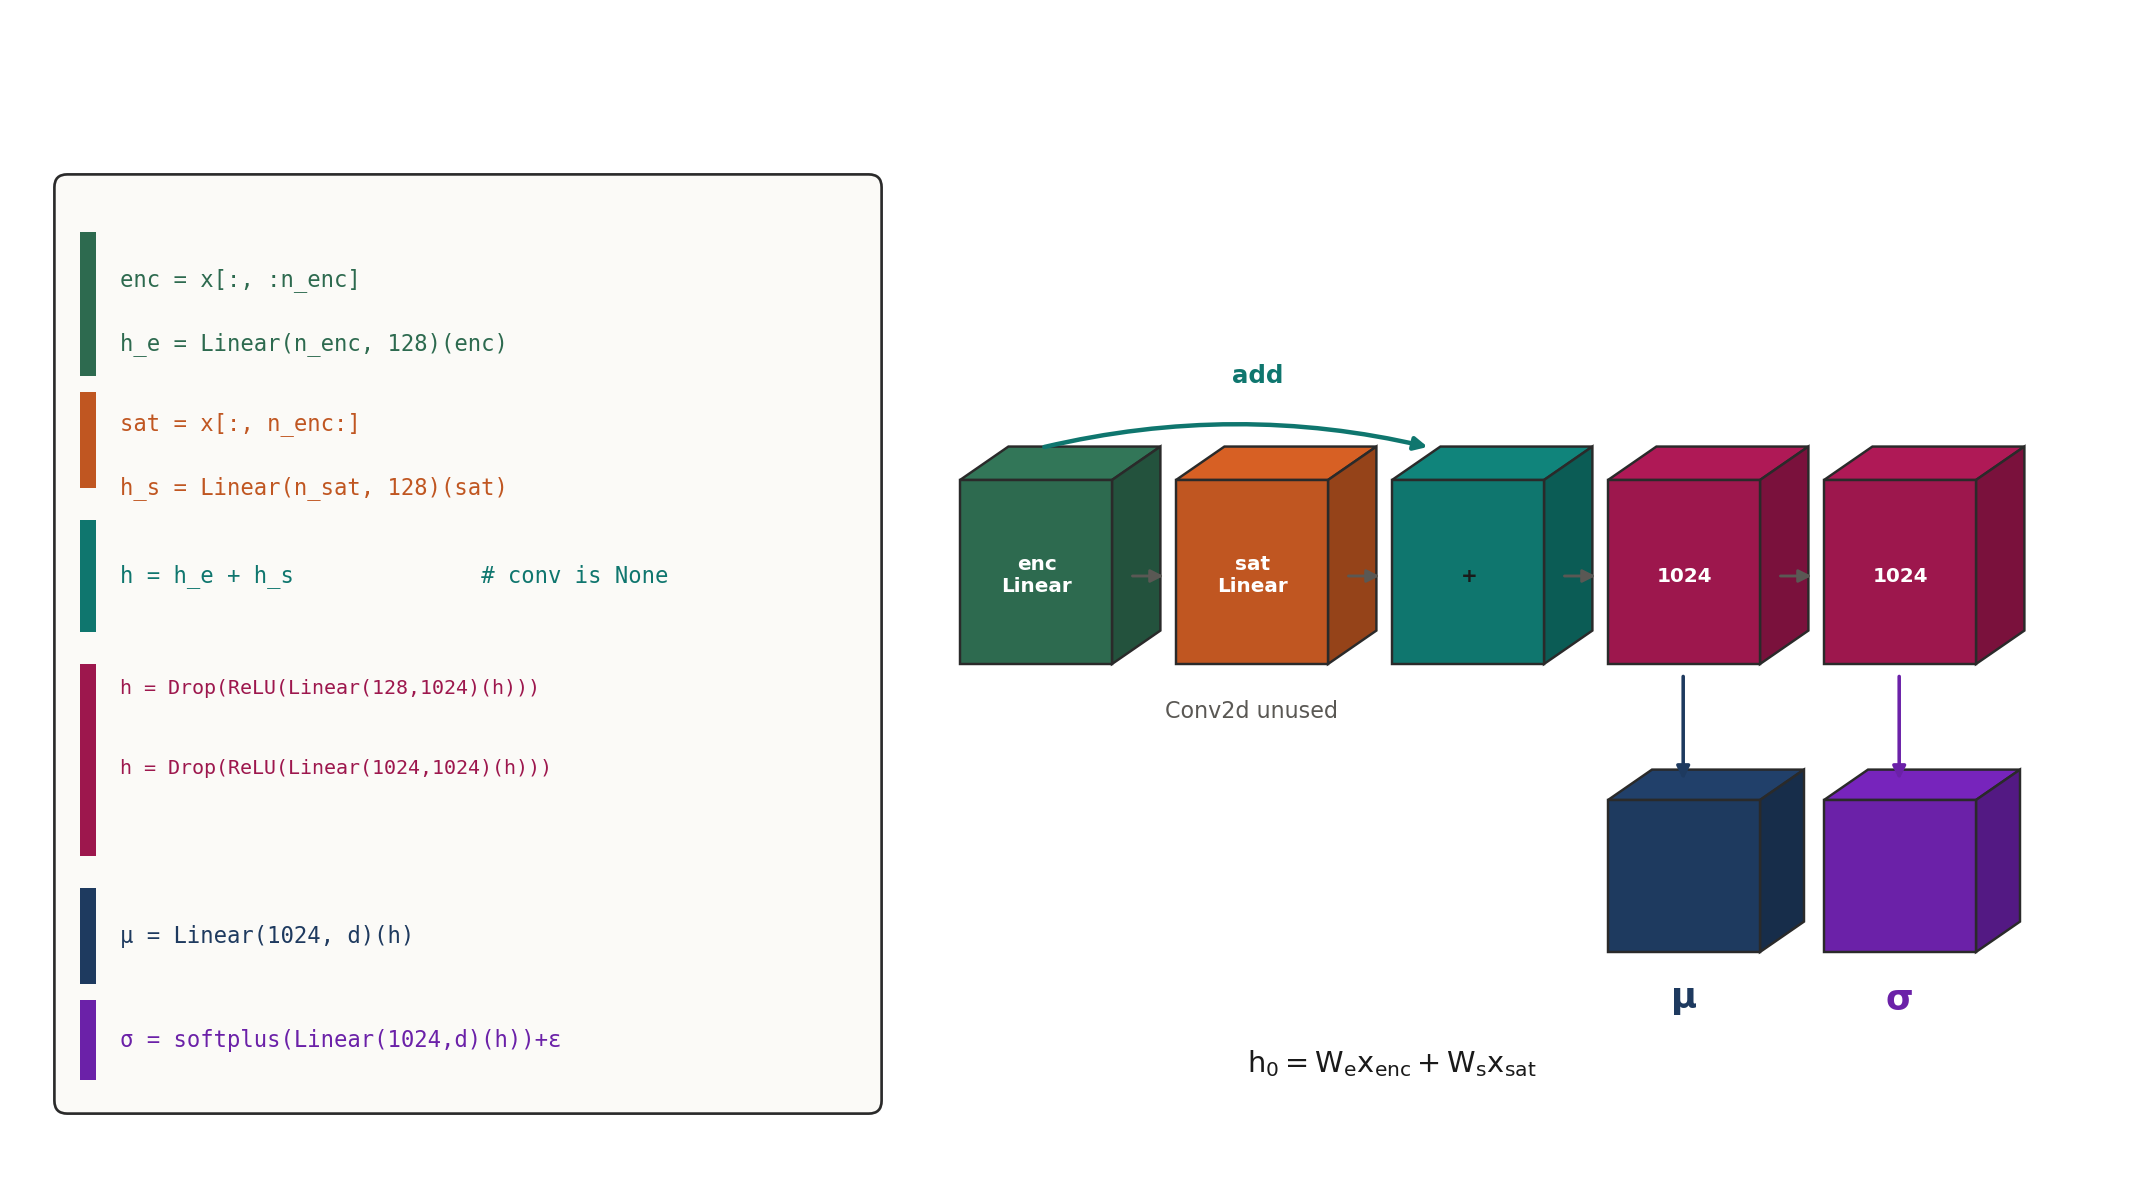 enc = x[:, :n_enc]
h_e = Linear(n_enc, 128)(enc)
sat = x[:, n_enc:]
h_s = Linear(n_sat, 128)(sat)
h = h_e + h_s              # conv is None
h = Drop(ReLU(Linear(128,1024)(h)))
h = Drop(ReLU(Linear(1024,1024)(h)))
μ = Linear(1024, d)(h)
σ = softplus(Linear(1024,d)(h))+ε
add
enc
Linear
sat
Linear
+
1024
1024
Conv2d unused
μ
σ
h₀ = Wₑx_enc + Wₛx_sat